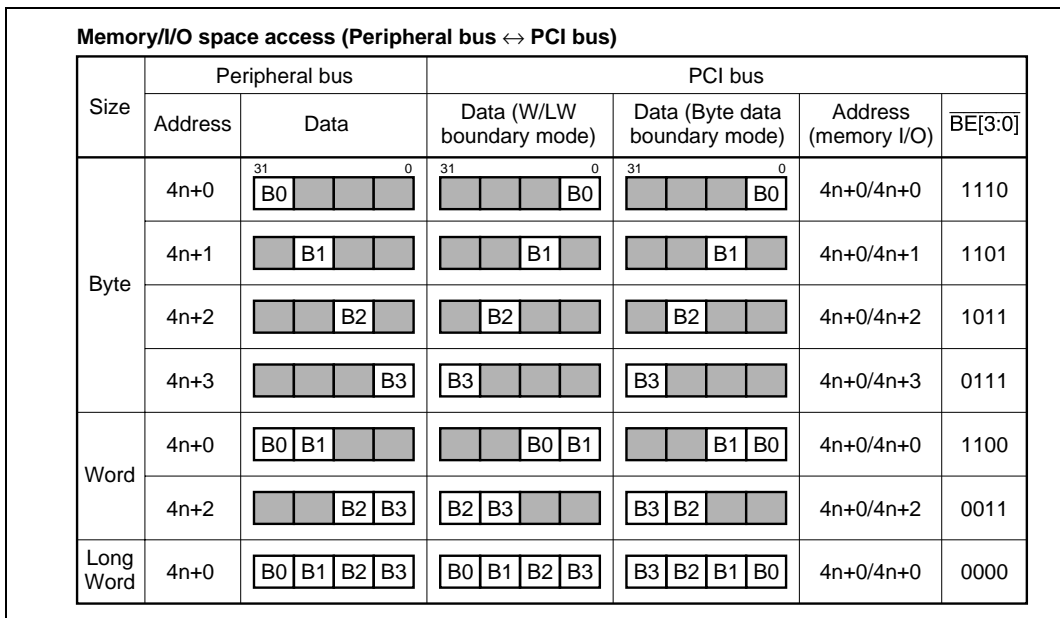 Memory/I/O space access (Peripheral bus ↔ PCI bus)
Size
Peripheral bus
PCI bus
Address
Data
Data (W/LW
boundary mode)
Data (Byte data
boundary mode)
Address
(memory I/O)
BE[3:0]
Byte
4n+0
31 0
B0
31 0
B0
31 0
B0
4n+0/4n+0
1110
4n+1
B1
B1
B1
4n+0/4n+1
1101
4n+2
B2
B2
B2
4n+0/4n+2
1011
4n+3
B3
B3
B3
4n+0/4n+3
0111
Word
4n+0
B0 B1
B0 B1
B1 B0
4n+0/4n+0
1100
4n+2
B2 B3
B2 B3
B3 B2
4n+0/4n+2
0011
Long
Word
4n+0
B0 B1 B2 B3
B0 B1 B2 B3
B3 B2 B1 B0
4n+0/4n+0
0000